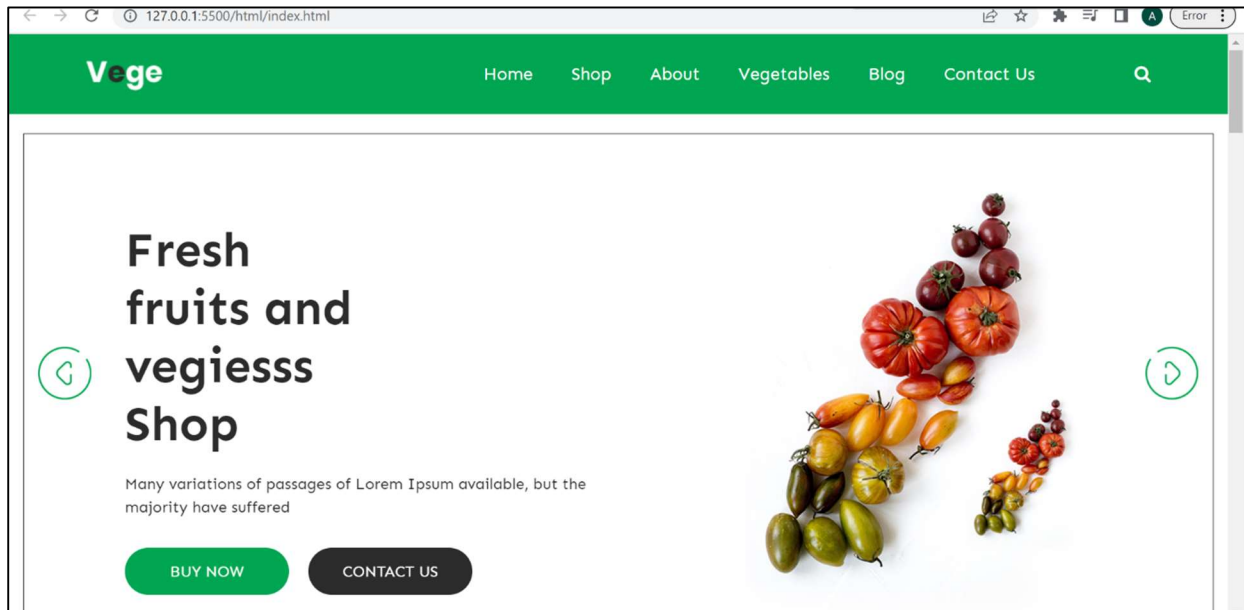 127.0.0.1:5500/html/index.html
A
Error
Vege
Home Shop About Vegetables Blog Contact Us
Fresh
fruits and
vegiesss
Shop
Many variations of passages of Lorem Ipsum available, but the
majority have suffered
BUY NOW CONTACT US